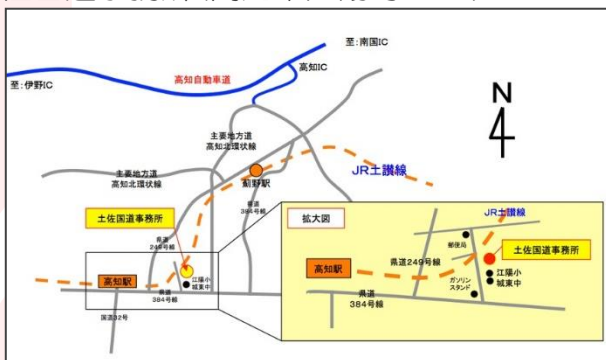 至:南国IC
高知IC
高知自動車道
至:伊野IC
N
主要地方道
高知北環状線
JR土讃線
主要地方道
高知北環状線
薊野駅
県道
384号線
土佐国道事務所
県道
249号線
高知駅
江陽小
城東中
県道
384号線
国道32号
拡大図
JR土讃線
郵便局
土佐国道事務所
県道249号線
高知駅
江陽小
城東中
ガソリン
スタンド
県道
384号線